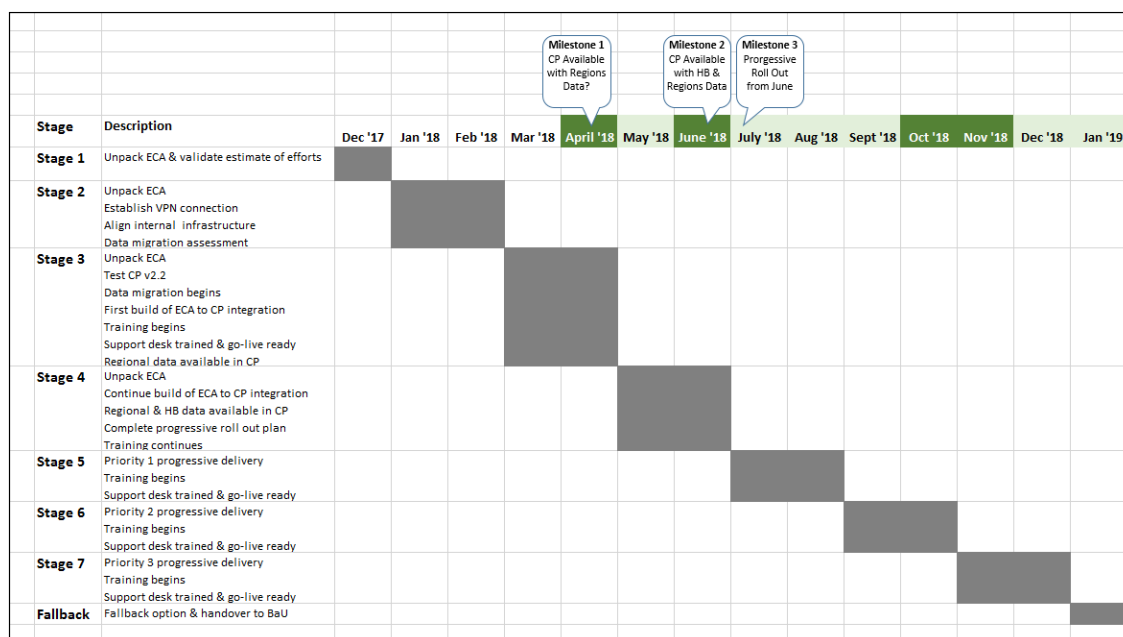 Milestone 1
CP Available
with Regions
Data?
Milestone 2
CP Available
with HB &
Regions Data
Milestone 3
Prorgessive
Roll Out
from June
Stage Description Dec '17 Jan '18 Feb '18 Mar '18 April '18 May '18 June '18 July '18 Aug '18 Sept '18 Oct '18 Nov '18 Dec '18 Jan '19
Stage 1 Unpack ECA & validate estimate of efforts
Stage 2 Unpack ECA
Establish VPN connection
Align internal infrastructure
Data migration assessment
Stage 3 Unpack ECA
Test CP v2.2
Data migration begins
First build of ECA to CP integration
Training begins
Support desk trained & go-live ready
Regional data available in CP
Stage 4 Unpack ECA
Continue build of ECA to CP integration
Regional & HB data available in CP
Complete progressive roll out plan
Training continues
Stage 5 Priority 1 progressive delivery
Training begins
Support desk trained & go-live ready
Stage 6 Priority 2 progressive delivery
Training begins
Support desk trained & go-live ready
Stage 7 Priority 3 progressive delivery
Training begins
Support desk trained & go-live ready
Fallback Fallback option & handover to BaU